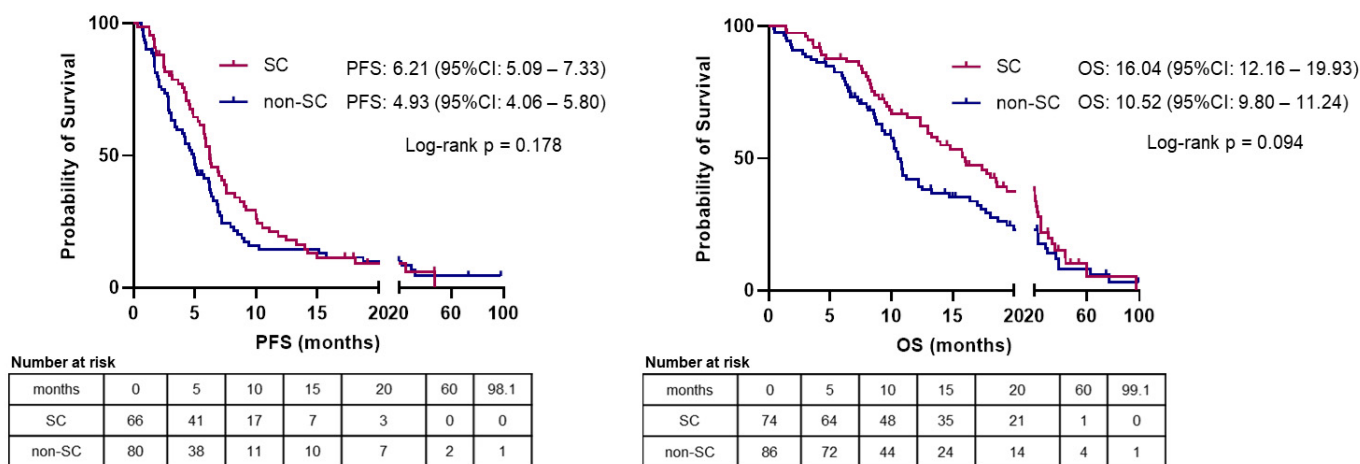 Probability of Survival
100
50
0
SC PFS: 6.21 (95%CI: 5.09 – 7.33)
non-SC PFS: 4.93 (95%CI: 4.06 – 5.80)
Log-rank p = 0.178
0 5 10 15 20 20 60 100
PFS (months)
Number at risk
months 0 5 10 15 20 60 98.1
SC 66 41 17 7 3 0 0
non-SC 80 38 11 10 7 2 1
Probability of Survival
100
50
0
SC OS: 16.04 (95%CI: 12.16 – 19.93)
non-SC OS: 10.52 (95%CI: 9.80 – 11.24)
Log-rank p = 0.094
0 5 10 15 20 20 60 100
OS (months)
Number at risk
months 0 5 10 15 20 60 99.1
SC 74 64 48 35 21 1 0
non-SC 86 72 44 24 14 4 1